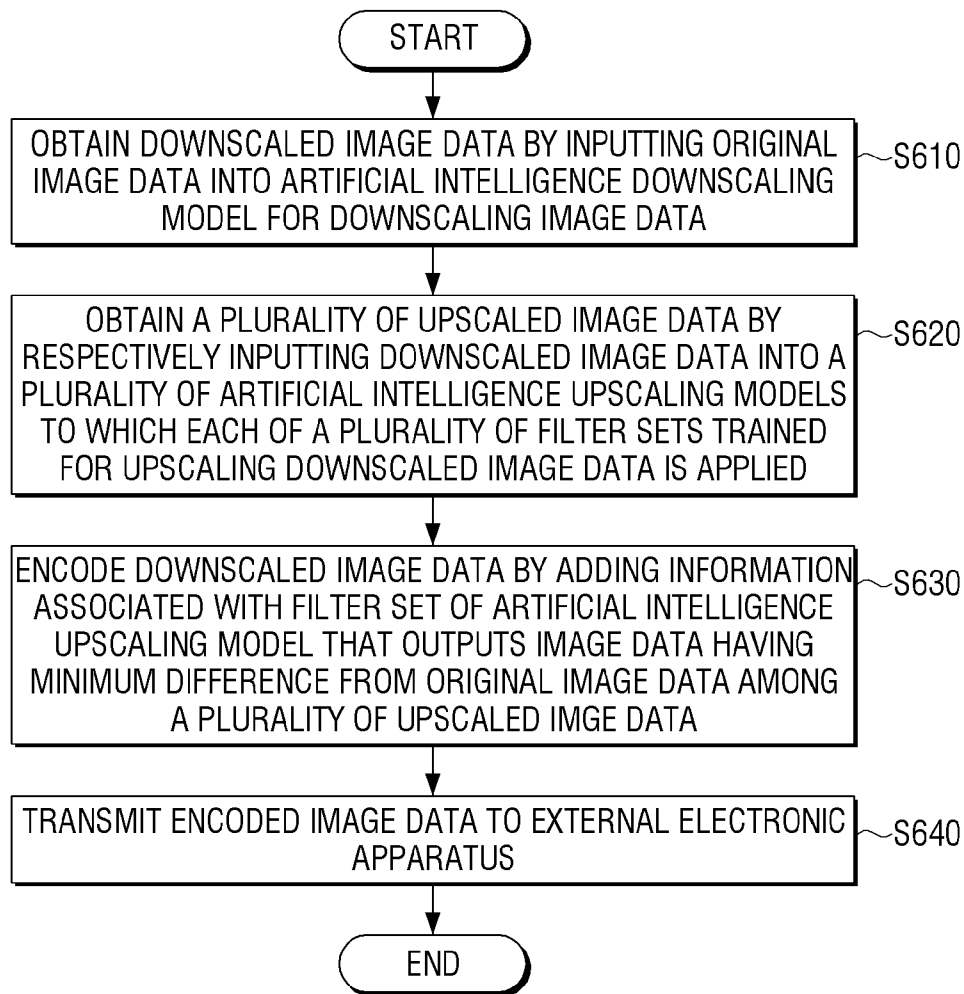 START
OBTAIN DOWNSCALED IMAGE DATA BY INPUTTING ORIGINAL
IMAGE DATA INTO ARTIFICIAL INTELLIGENCE DOWNSCALING
MODEL FOR DOWNSCALING IMAGE DATA
S610
OBTAIN A PLURALITY OF UPSCALED IMAGE DATA BY
RESPECTIVELY INPUTTING DOWNSCALED IMAGE DATA INTO A
PLURALITY OF ARTIFICIAL INTELLIGENCE UPSCALING MODELS
TO WHICH EACH OF A PLURALITY OF FILTER SETS TRAINED
FOR UPSCALING DOWNSCALED IMAGE DATA IS APPLIED
S620
ENCODE DOWNSCALED IMAGE DATA BY ADDING INFORMATION
ASSOCIATED WITH FILTER SET OF ARTIFICIAL INTELLIGENCE
UPSCALING MODEL THAT OUTPUTS IMAGE DATA HAVING
MINIMUM DIFFERENCE FROM ORIGINAL IMAGE DATA AMONG
A PLURALITY OF UPSCALED IMGE DATA
S630
TRANSMIT ENCODED IMAGE DATA TO EXTERNAL ELECTRONIC
APPARATUS
S640
END